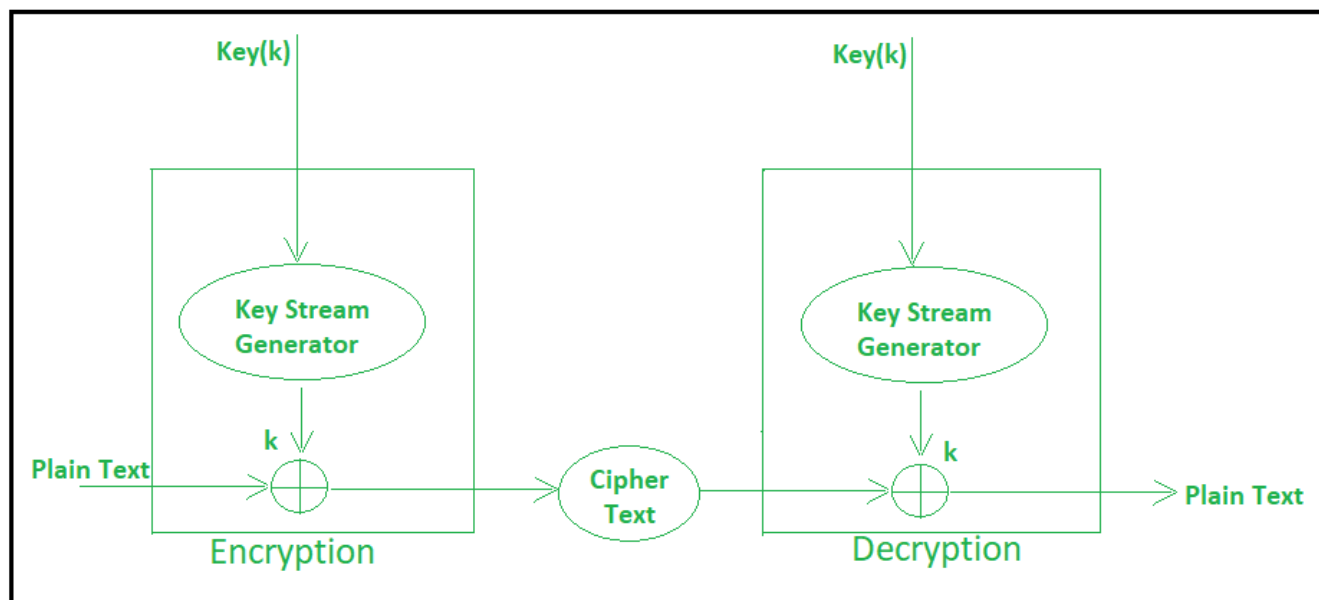 Key(k)
Key(k)
Key Stream
Generator
Key Stream
Generator
k
k
Plain Text
Cipher
Text
Plain Text
Encryption
Decryption